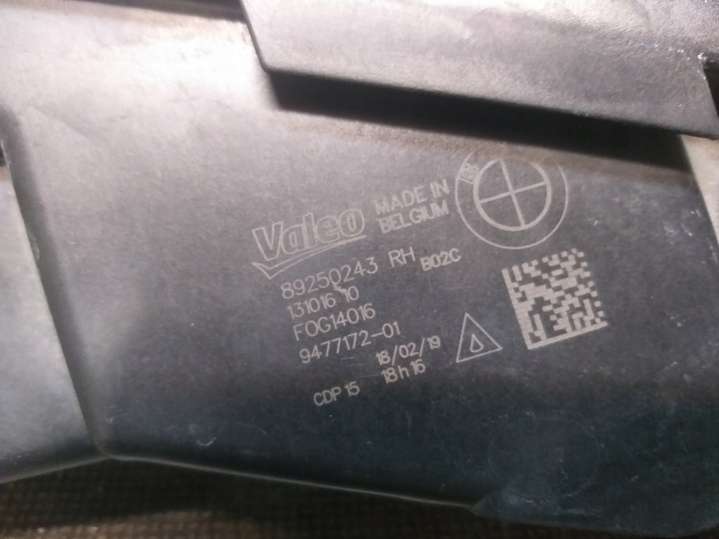 Valeo MADE IN
BELGIUM
89250243 RH B02C
131016 10
FOG14016
9477172-01
18/02/19
CDP 15 18h16